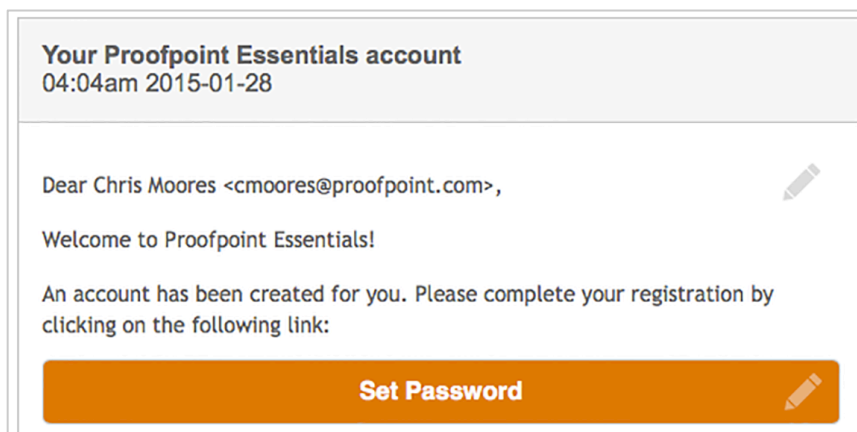 Your Proofpoint Essentials account
04:04am 2015-01-28
Dear Chris Moores <cmoores@proofpoint.com>,
Welcome to Proofpoint Essentials!
An account has been created for you. Please complete your registration by
clicking on the following link:
Set Password